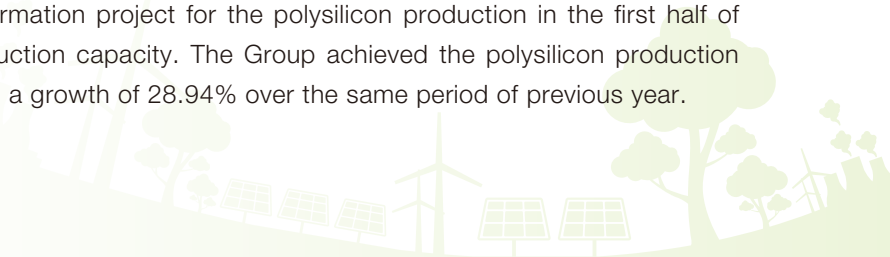 rmation project for the polysilicon production in the first half of
uction capacity. The Group achieved the polysilicon production
a growth of 28.94% over the same period of previous year.